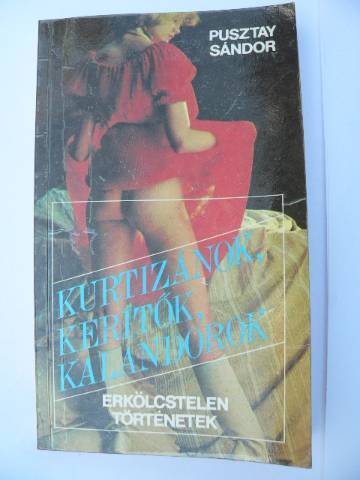 PUSZTAY
SÁNDOR
KURTIZÁNOK,
KERÍTŐK,
KALANDOROK
ERKÖLCSTELEN
TÖRTÉNETEK